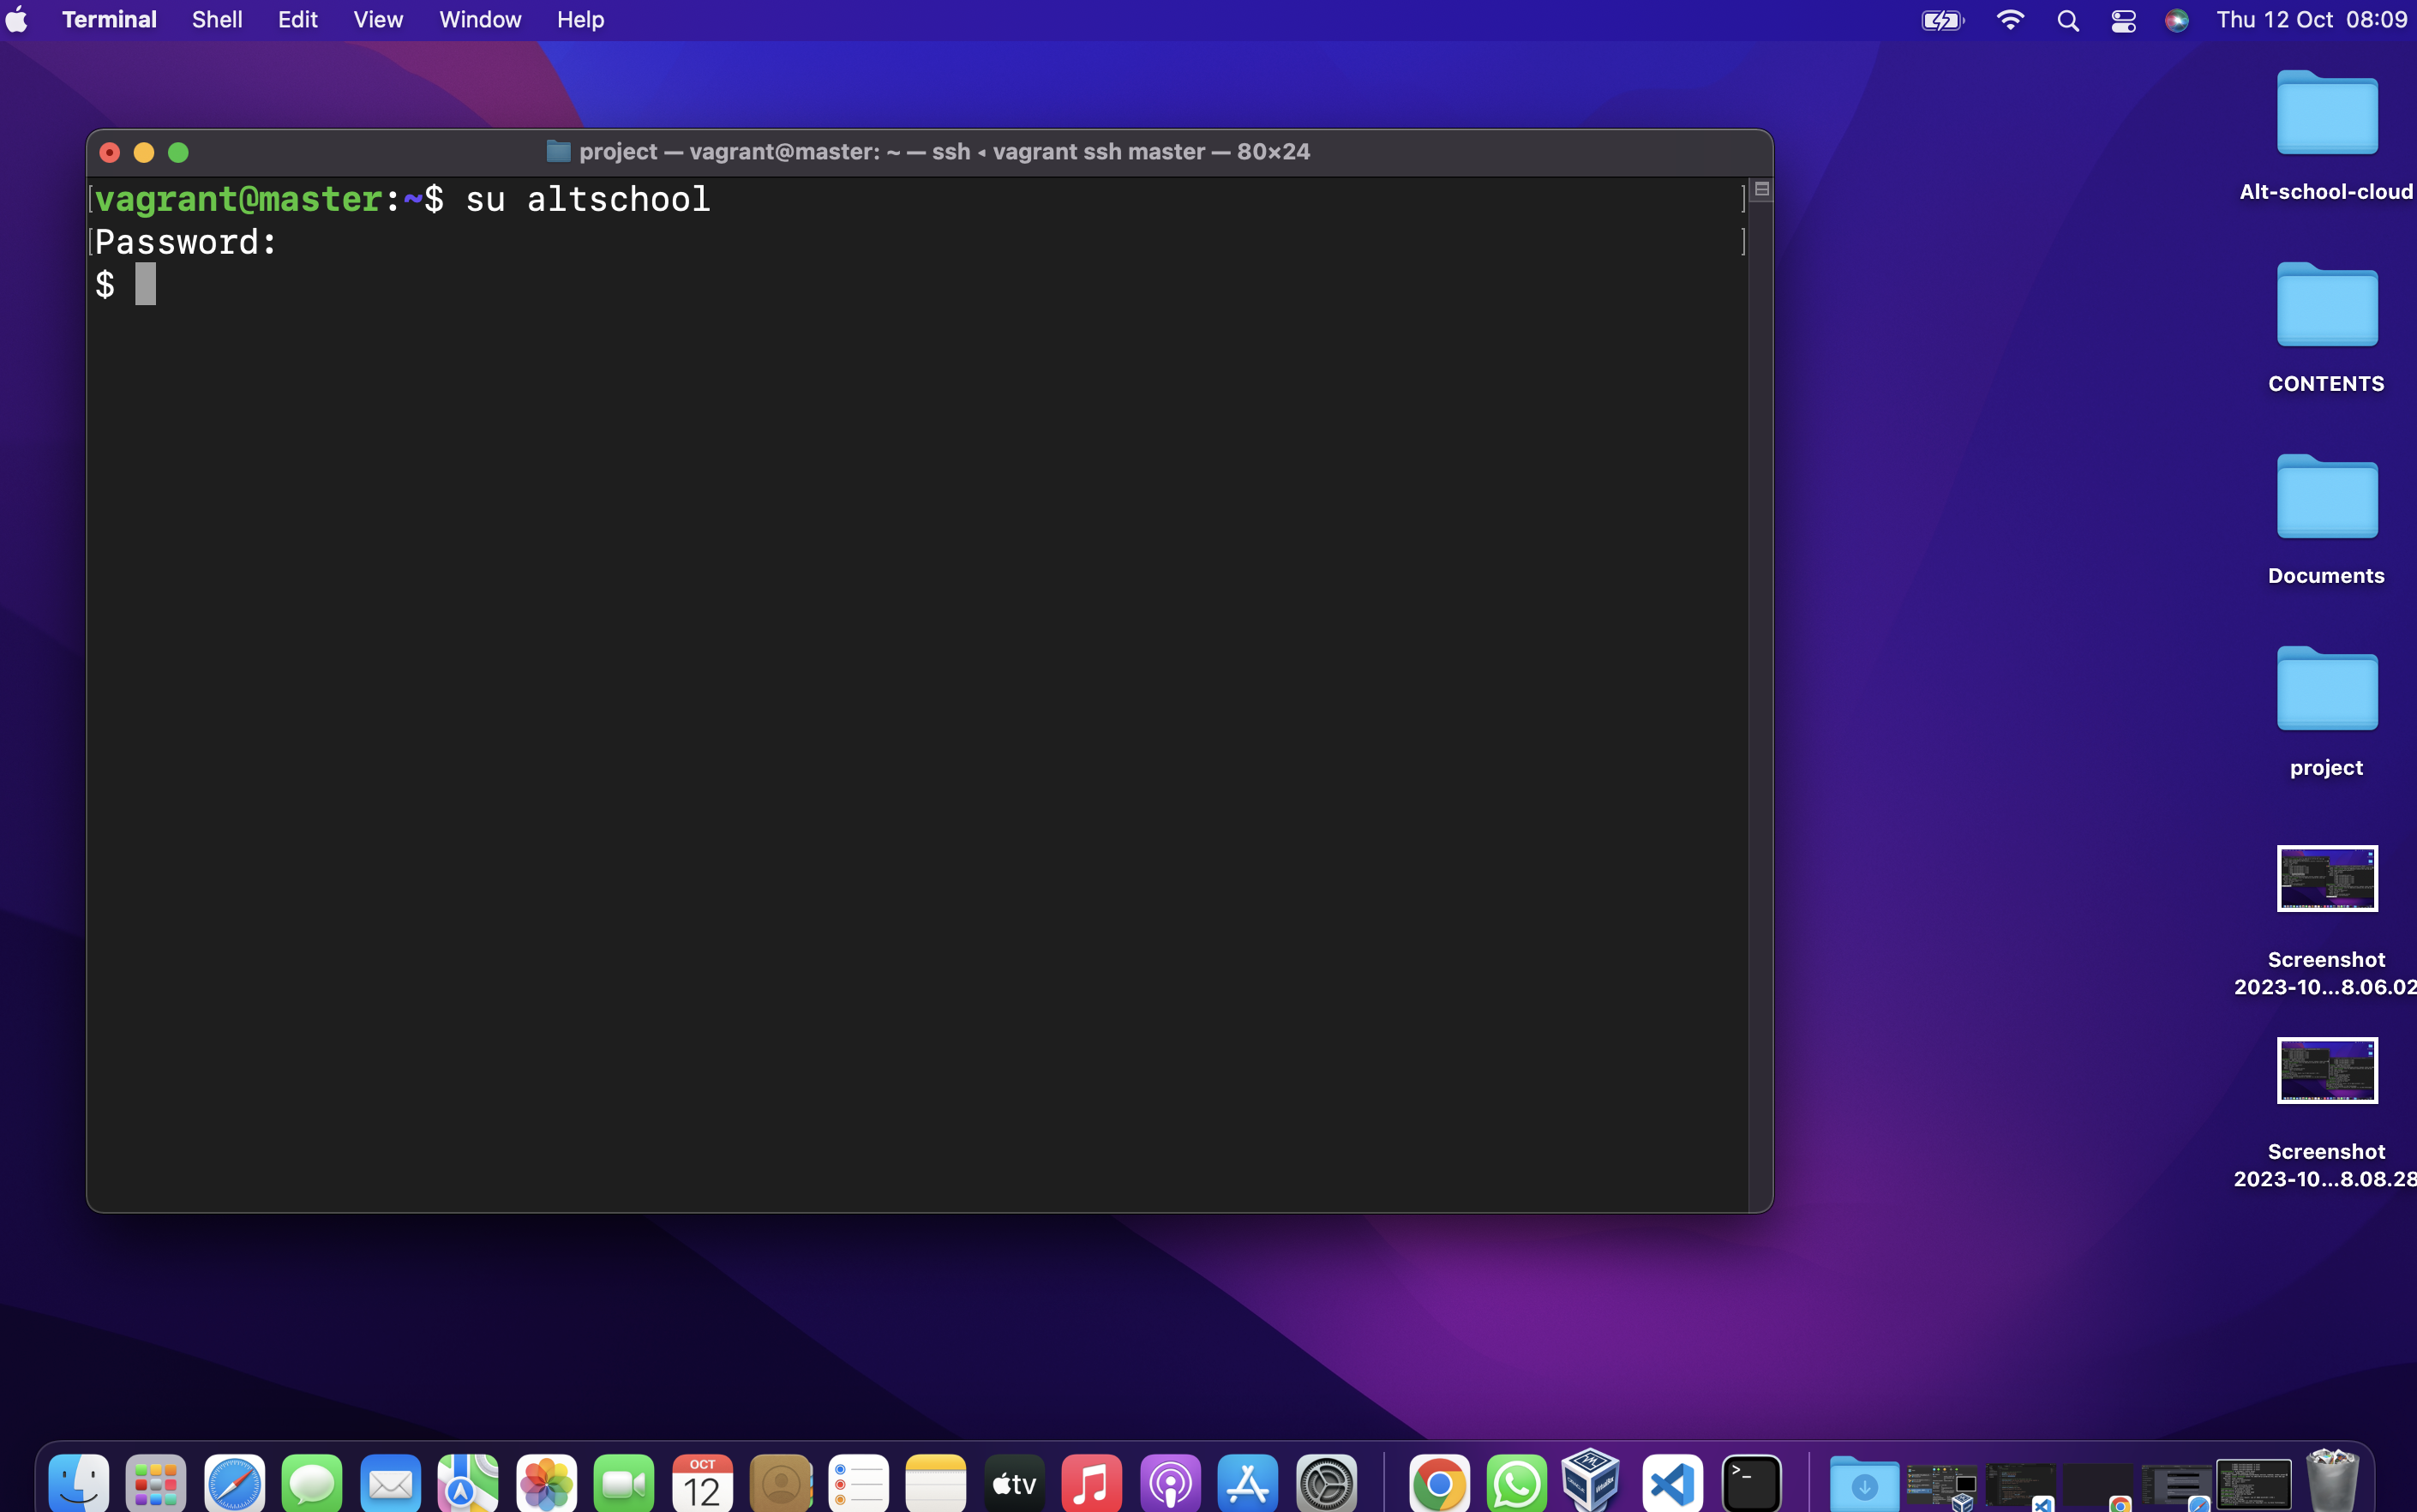 Terminal Shell Edit View Window Help Thu 12 Oct 08:09
project — vagrant@master: ~ — ssh ◂ vagrant ssh master — 80×24
vagrant@master:~$ su altschool
Password:
$
Alt-school-cloud
CONTENTS
Documents
project
Screenshot
2023-10...8.06.02
Screenshot
2023-10...8.08.28
OCT
12
tv
>_